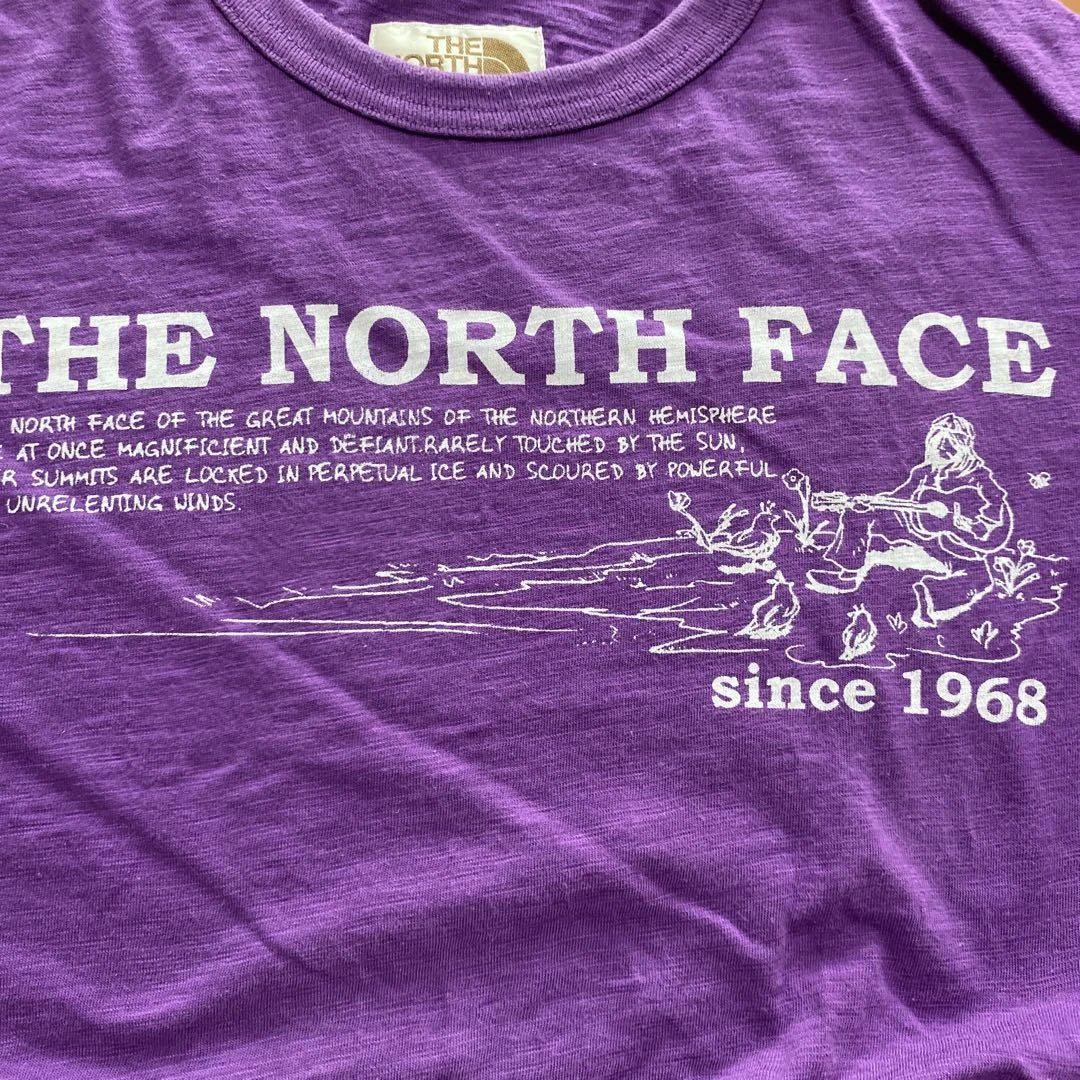 THE
NORTH
THE NORTH FACE
NORTH FACE OF THE GREAT MOUNTAINS OF THE NORTHERN HEMISPHERE
AT ONCE MAGNIFICIENT AND DEFIANT.RARELY TOUCHED BY THE SUN,
SUMMITS ARE LOCKED IN PERPETUAL ICE AND SCOURED BY POWERFUL
UNRELENTING WINDS.
since 1968